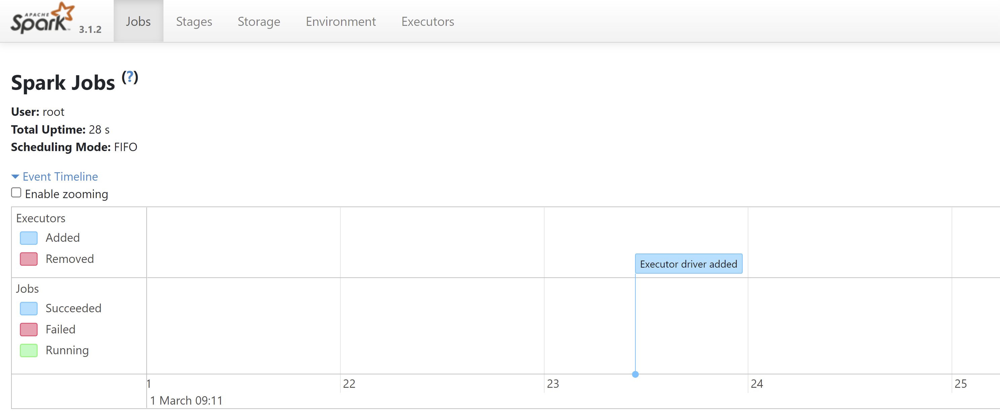 APACHE
Spark™ 3.1.2 Jobs Stages Storage Environment Executors
Spark Jobs (?)
User: root
Total Uptime: 28 s
Scheduling Mode: FIFO
Event Timeline
Enable zooming
Executors
Added
Removed
Executor driver added
Jobs
Succeeded
Failed
Running
1 22 23 24 25
1 March 09:11